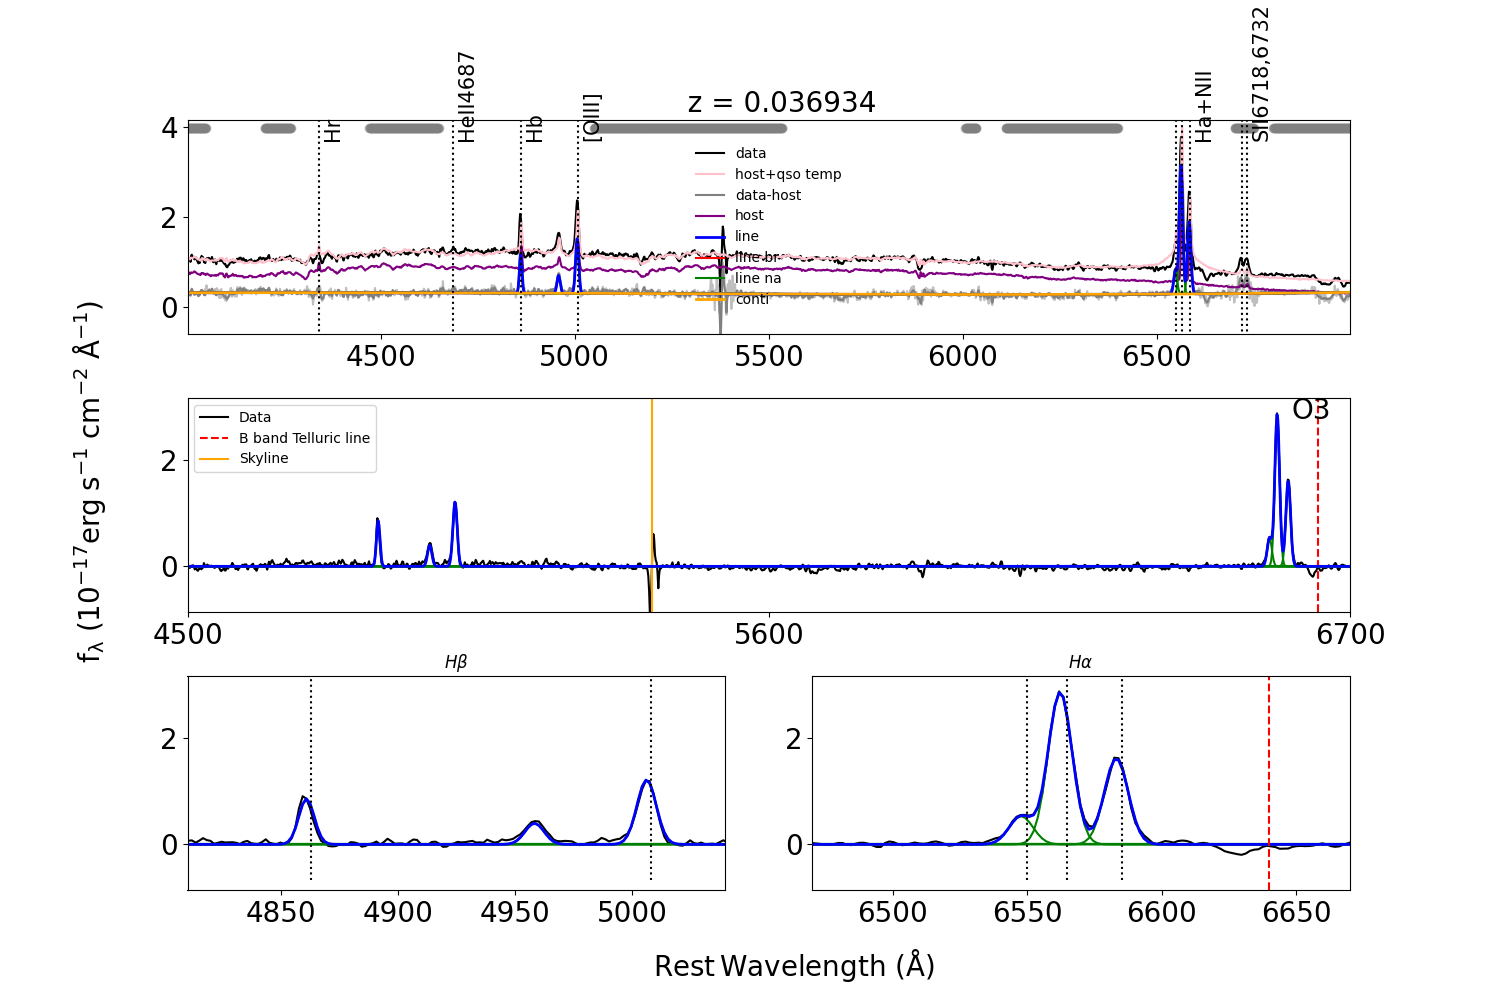 z = 0.036934
Hr
HeII4687
Hb
[OIII]
Ha+NII
SII6718,6732
4
2
0
data
host+qso temp
data-host
host
line
line br
line na
conti
4500
5000
5500
6000
6500
f_λ (10⁻¹⁷erg s⁻¹ cm⁻² Å⁻¹)
Data
B band Telluric line
Skyline
O3
2
0
4500
5600
6700
Hβ
2
0
4850
4900
4950
5000
Hα
2
0
6500
6550
6600
6650
Rest Wavelength (Å)